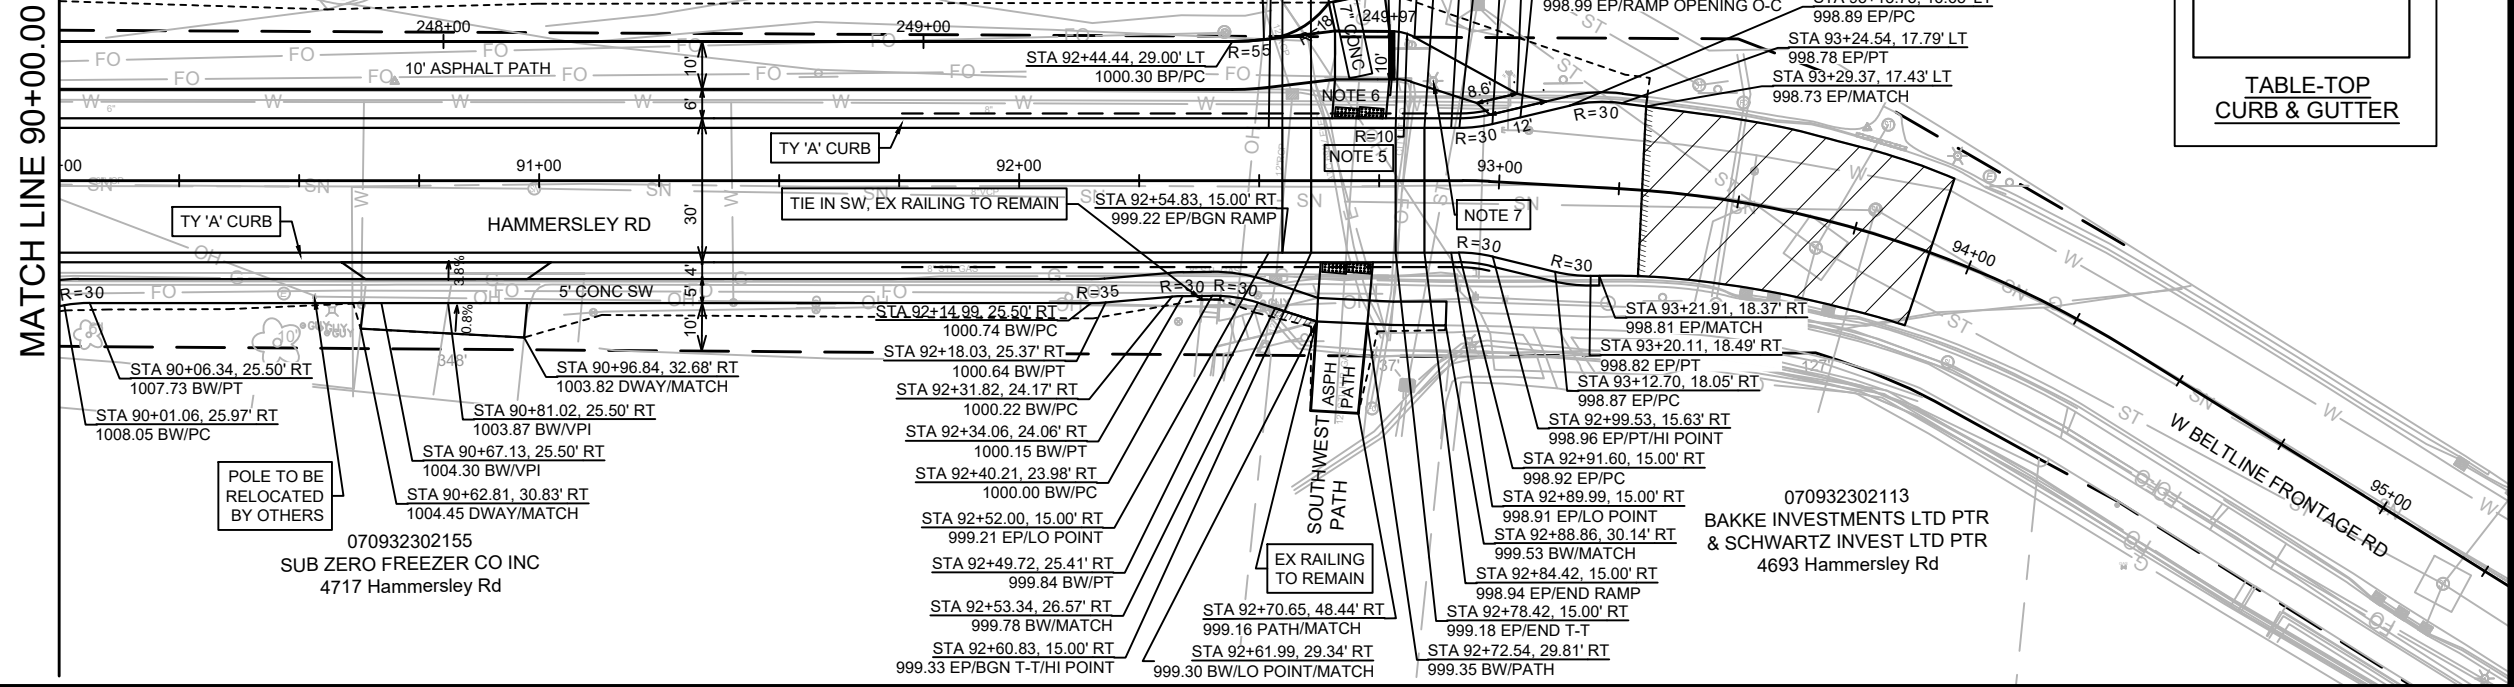 MATCH LINE 90+00.00
248+00
249+00
249+97
998.99 EP/RAMP OPENING O-C
998.89 EP/PC
STA 93+24.54, 17.79' LT
998.78 EP/PT
STA 93+29.37, 17.43' LT
998.73 EP/MATCH
TABLE-TOP
CURB & GUTTER
STA 92+44.44, 29.00' LT
1000.30 BP/PC
R=55
R=18
7" CONC
10'
10' ASPHALT PATH
10'
6'
NOTE 6
8.6'
12'
R=30
R=30
R=10
NOTE 5
TY 'A' CURB
91+00
92+00
93+00
94+00
95+00
TIE IN SW, EX RAILING TO REMAIN
STA 92+54.83, 15.00' RT
999.22 EP/BGN RAMP
NOTE 7
TY 'A' CURB
HAMMERSLEY RD
30'
3.8%
4'
5'
5' CONC SW
0.8%
10'
R=30
R=35
R=30
R=30
R=30
R=30
STA 92+14.99, 25.50' RT
1000.74 BW/PC
STA 92+18.03, 25.37' RT
1000.64 BW/PT
STA 92+31.82, 24.17' RT
1000.22 BW/PC
STA 92+34.06, 24.06' RT
1000.15 BW/PT
STA 92+40.21, 23.98' RT
1000.00 BW/PC
STA 92+52.00, 15.00' RT
999.21 EP/LO POINT
STA 92+49.72, 25.41' RT
999.84 BW/PT
STA 92+53.34, 26.57' RT
999.78 BW/MATCH
STA 92+60.83, 15.00' RT
999.33 EP/BGN T-T/HI POINT
STA 90+06.34, 25.50' RT
1007.73 BW/PT
STA 90+01.06, 25.97' RT
1008.05 BW/PC
348'
STA 90+96.84, 32.68' RT
1003.82 DWAY/MATCH
STA 90+81.02, 25.50' RT
1003.87 BW/VPI
STA 90+67.13, 25.50' RT
1004.30 BW/VPI
STA 90+62.81, 30.83' RT
1004.45 DWAY/MATCH
POLE TO BE
RELOCATED
BY OTHERS
070932302155
SUB ZERO FREEZER CO INC
4717 Hammersley Rd
ASPH
PATH
SOUTHWEST
PATH
EX RAILING
TO REMAIN
STA 92+70.65, 48.44' RT
999.16 PATH/MATCH
STA 92+61.99, 29.34' RT
999.30 BW/LO POINT/MATCH
STA 93+21.91, 18.37' RT
998.81 EP/MATCH
STA 93+20.11, 18.49' RT
998.82 EP/PT
STA 93+12.70, 18.05' RT
998.87 EP/PC
STA 92+99.53, 15.63' RT
998.96 EP/PT/HI POINT
STA 92+91.60, 15.00' RT
998.92 EP/PC
STA 92+89.99, 15.00' RT
998.91 EP/LO POINT
STA 92+88.86, 30.14' RT
999.53 BW/MATCH
STA 92+84.42, 15.00' RT
998.94 EP/END RAMP
STA 92+78.42, 15.00' RT
999.18 EP/END T-T
STA 92+72.54, 29.81' RT
999.35 BW/PATH
127'
070932302113
BAKKE INVESTMENTS LTD PTR
& SCHWARTZ INVEST LTD PTR
4693 Hammersley Rd
W BELTLINE FRONTAGE RD